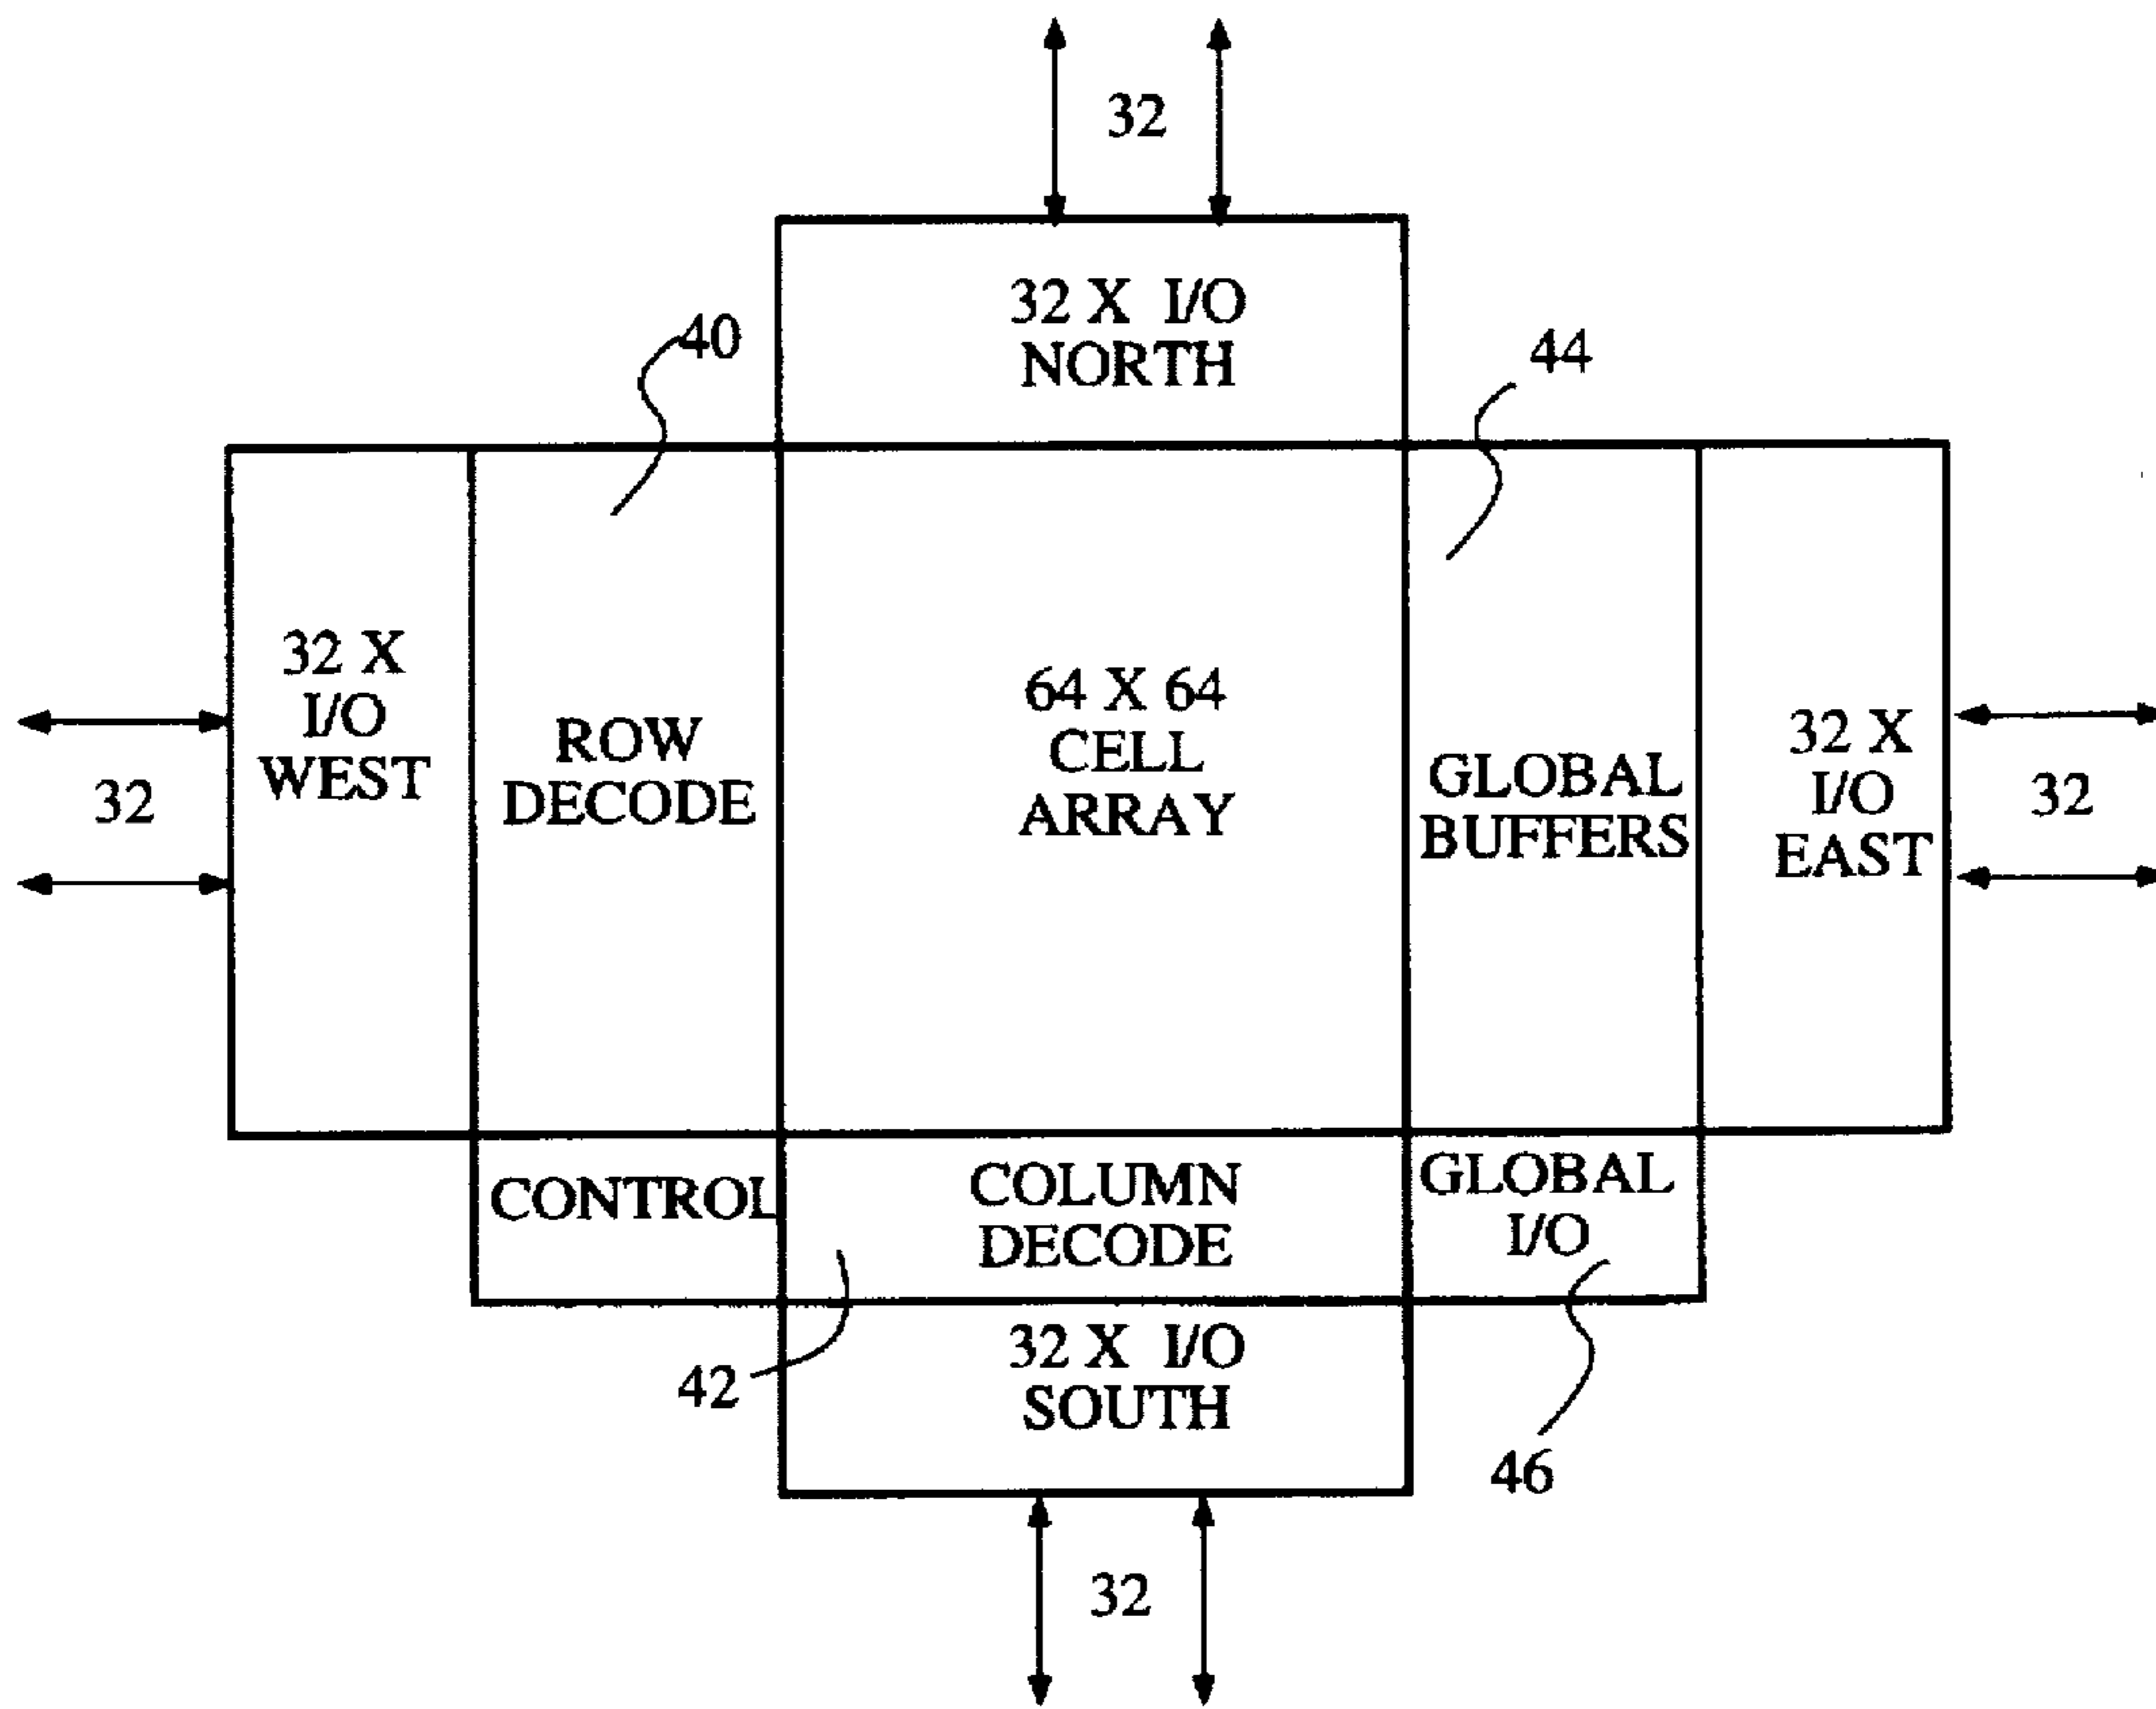 32
32 X I/O
NORTH
40
44
32 X
I/O
WEST
32
ROW
DECODE
64 X 64
CELL
ARRAY
GLOBAL
BUFFERS
32 X
I/O
EAST
32
CONTROL
COLUMN
DECODE
GLOBAL
I/O
42
32 X I/O
SOUTH
46
32